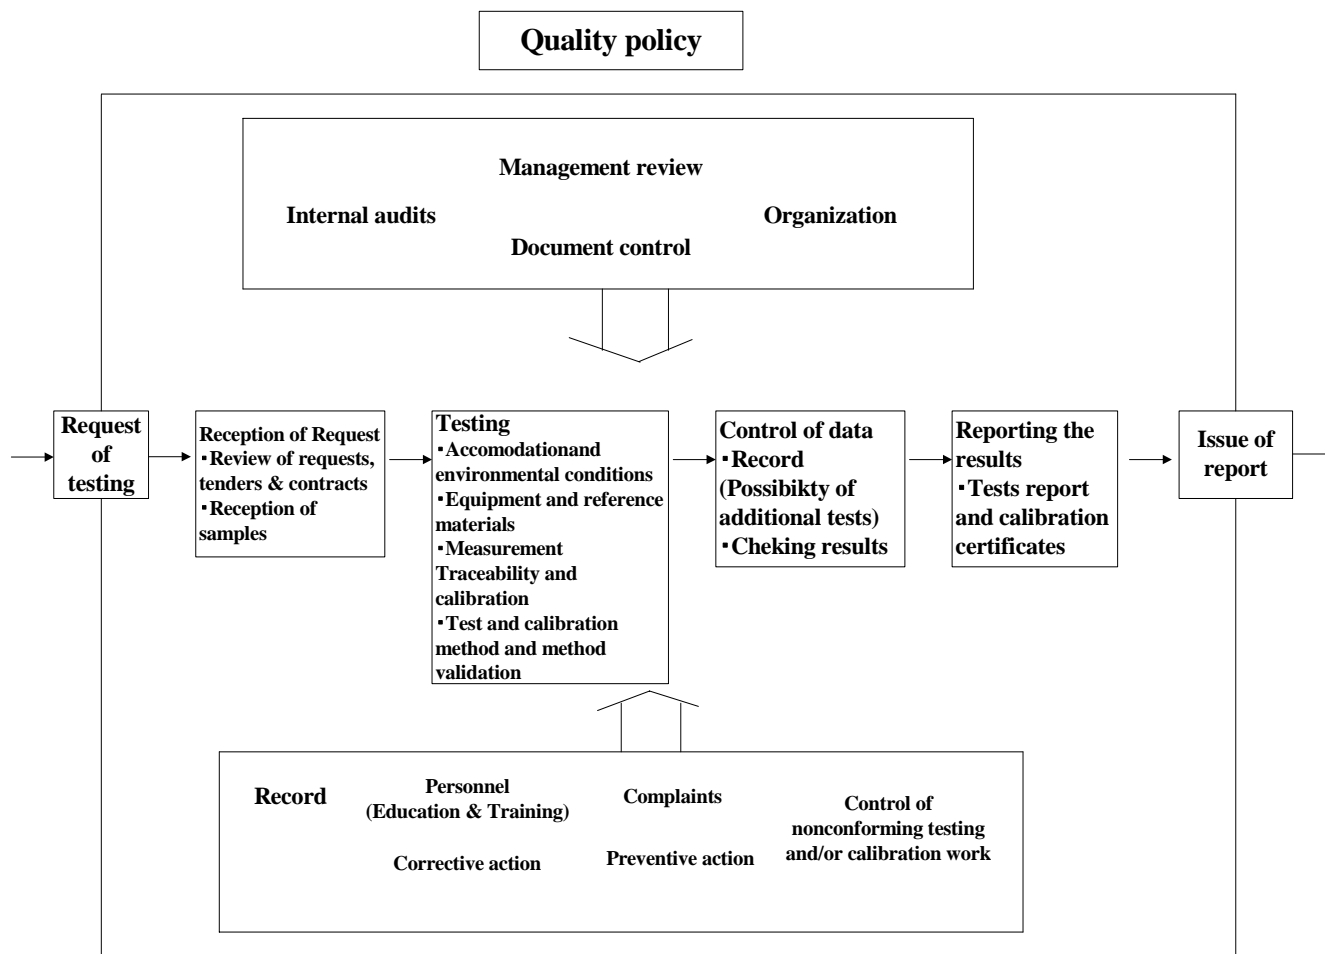 Quality policy
Management review
Internal audits
Organization
Document control
Request
of
testing
Reception of Request
▪Review of requests,
tenders & contracts
▪Reception of
samples
Testing
▪Accomodationand
environmental conditions
▪Equipment and reference
materials
▪Measurement
Traceability and
calibration
▪Test and calibration
method and method
validation
Control of data
▪Record
(Possibikty of
additional tests)
▪Cheking results
Reporting the
results
▪Tests report
and calibration
certificates
Issue of
report
Record
Personnel
(Education & Training)
Complaints
Control of
nonconforming testing
and/or calibration work
Corrective action
Preventive action